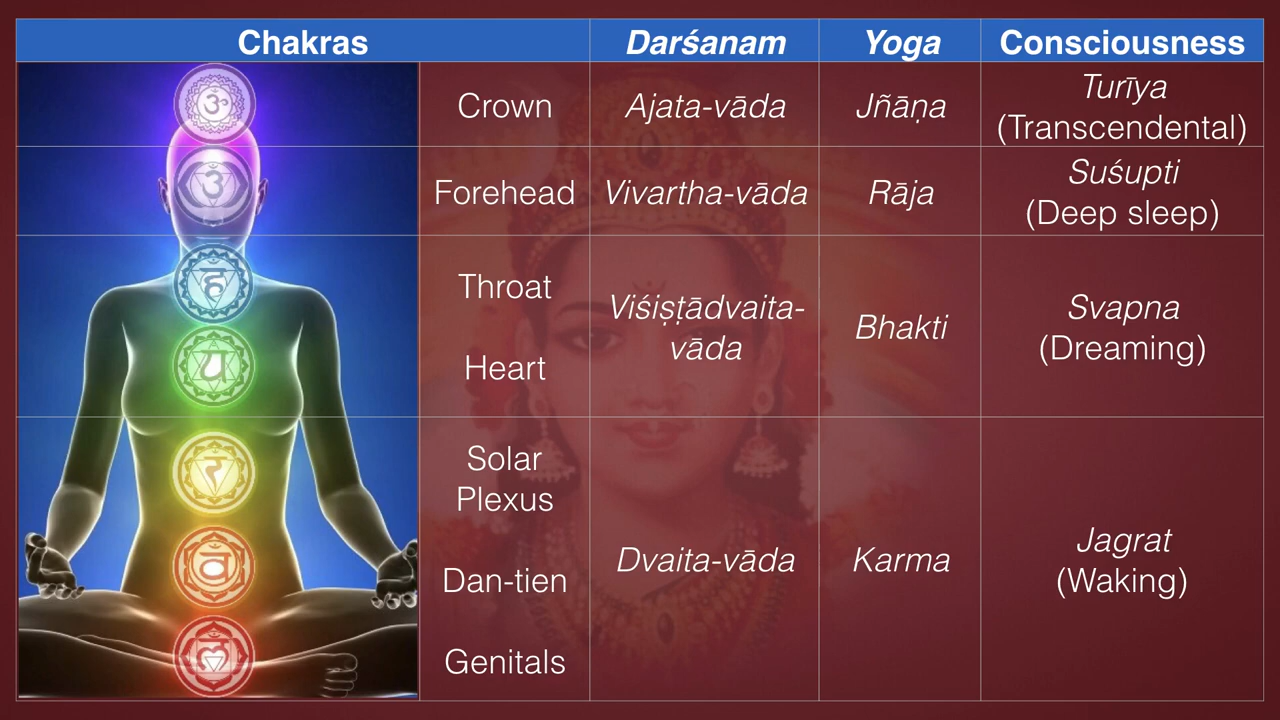 Chakras Darśanam Yoga Consciousness
ॐ
Crown Ajata-vāda Jñāṇa Turīya
(Transcendental)
ॐ
Forehead Vivartha-vāda Rāja Suśupti
(Deep sleep)
हं
Throat
Viśiṣṭādvaita-
vāda
Bhakti
Svapna
(Dreaming)
यं
Heart
रं
Solar
Plexus
वं
Dan-tien
Dvaita-vāda
Karma
Jagrat
(Waking)
लं
Genitals